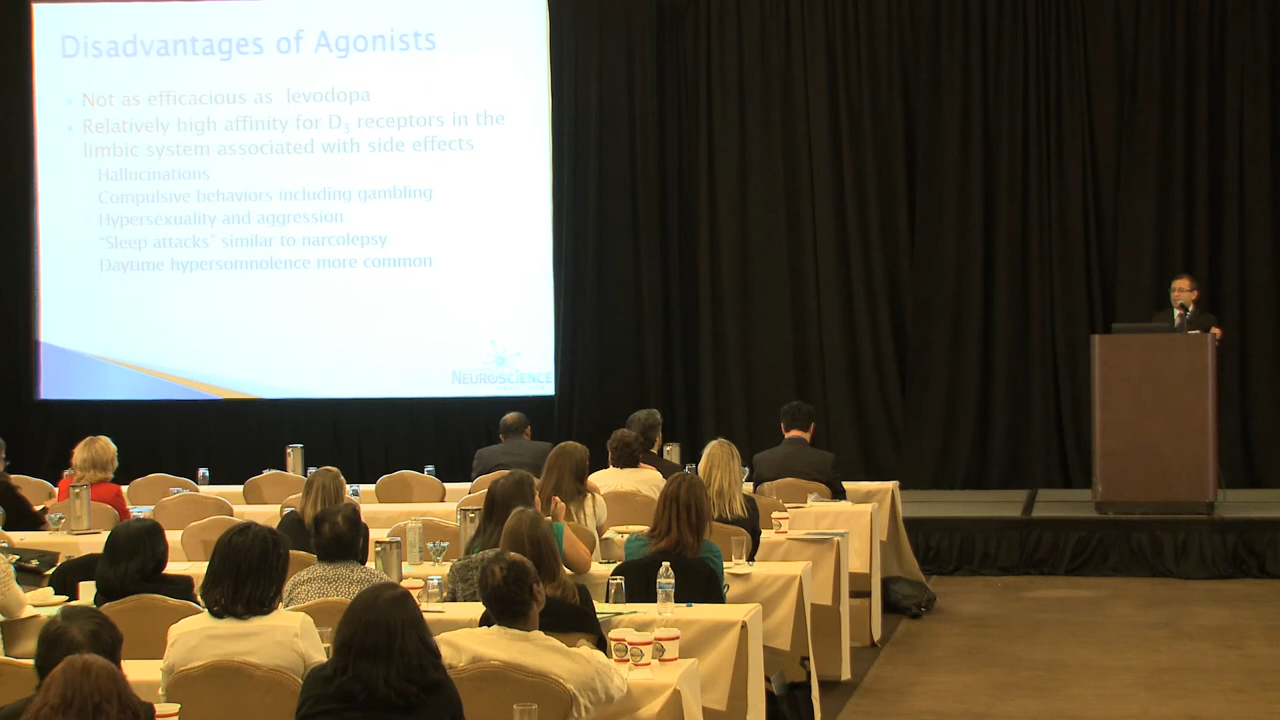 Disadvantages of Agonists
Not as efficacious as levodopa
Relatively high affinity for D3 receptors in the
limbic system associated with side effects
Hallucinations
Compulsive behaviors including gambling
Hypersexuality and aggression
"Sleep attacks" similar to narcolepsy
Daytime hypersomnolence more common
NEUROSCIENCE